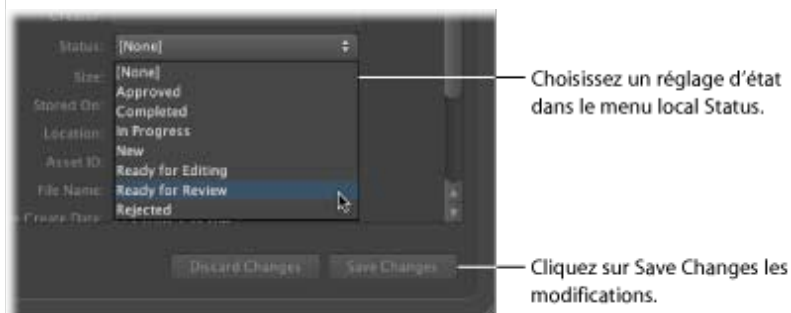 Status: [None]
Size: [None]
Approved
Stored On:
Completed
Location: In Progress
New
Asset ID:
Ready for Editing
File Name: Ready for Review
Rejected
Create Date:
Discard Changes Save Changes
Choisissez un réglage d’état
dans le menu local Status.
Cliquez sur Save Changes les
modifications.